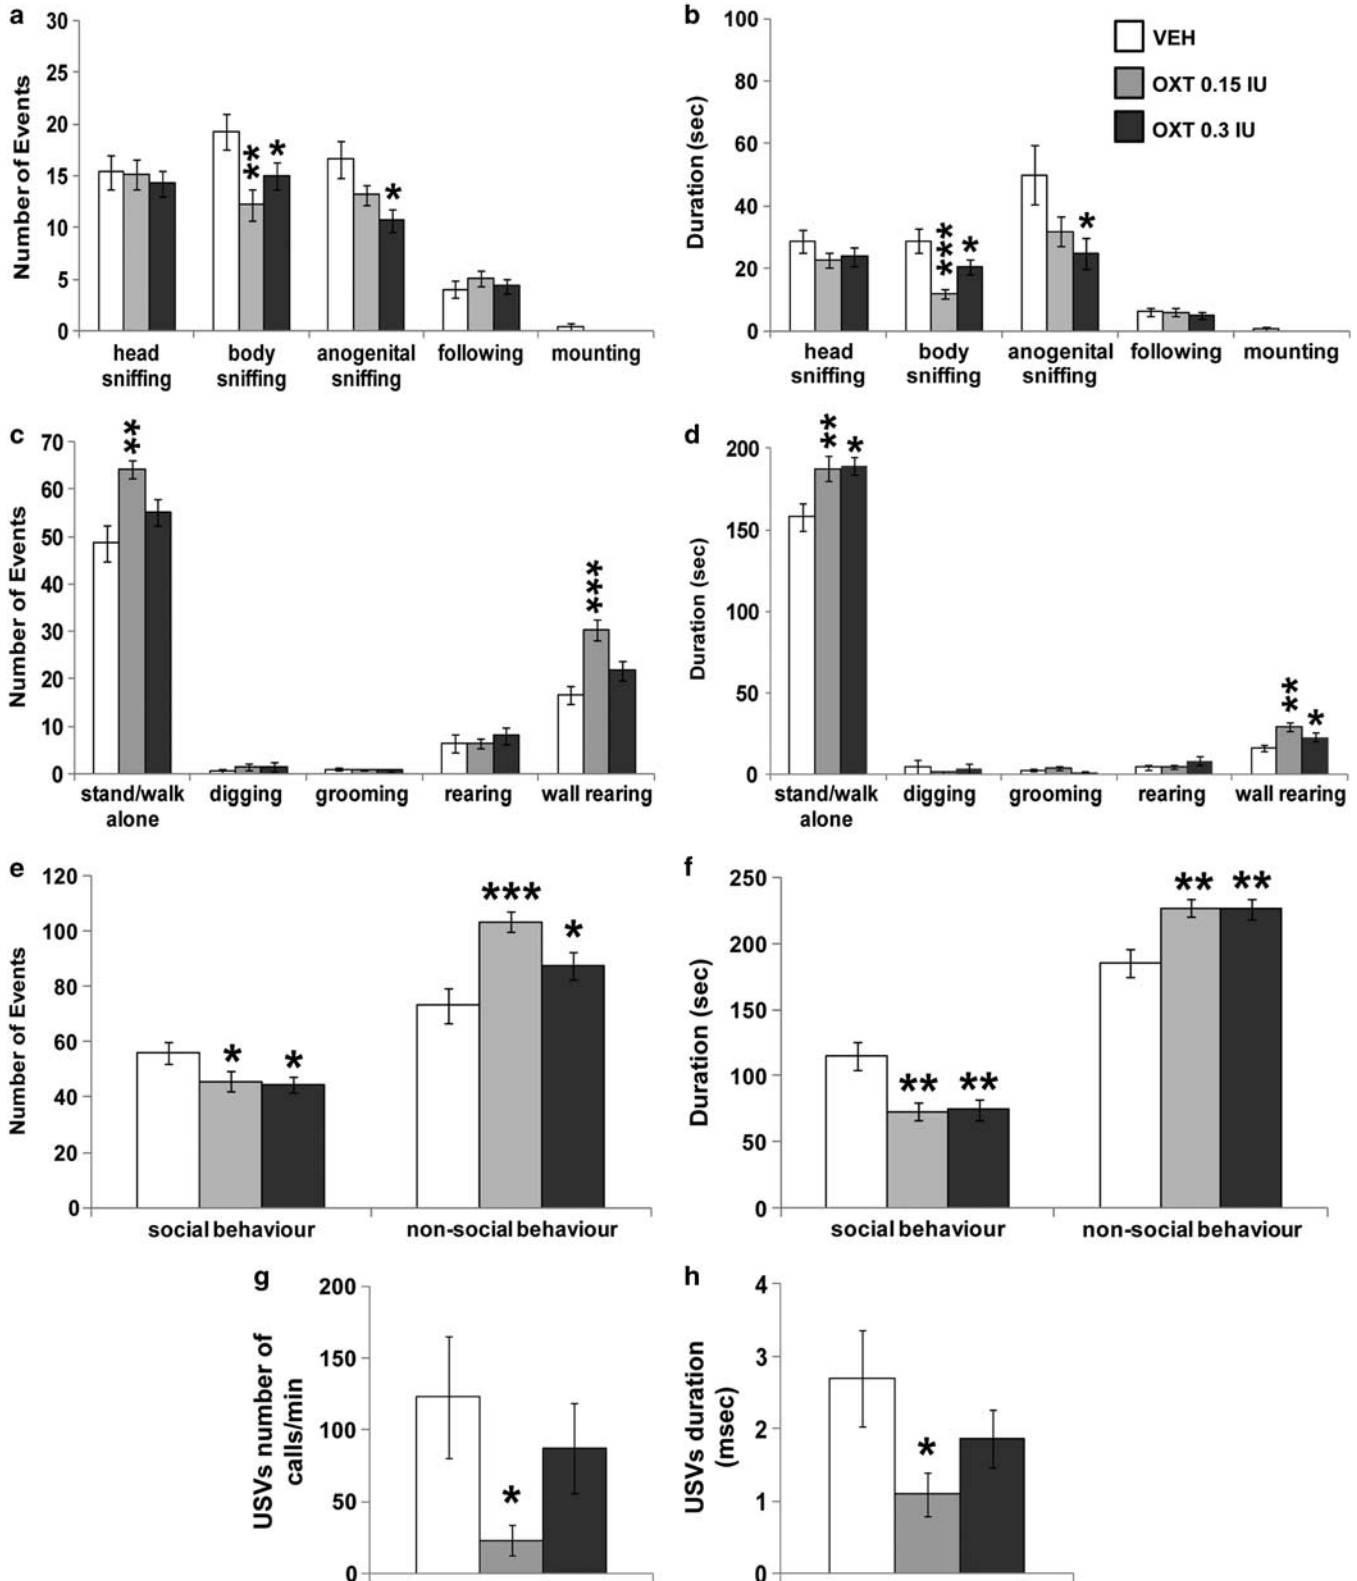 a
Number of Events
30
25
20
15
10
5
0
**
*
*
head
sniffing
body
sniffing
anogenital
sniffing
following
mounting
b
Duration (sec)
100
80
60
40
20
0
***
*
*
VEH
OXT 0.15 IU
OXT 0.3 IU
head
sniffing
body
sniffing
anogenital
sniffing
following
mounting
c
Number of Events
70
60
50
40
30
20
10
0
**
***
stand/walk
alone
digging
grooming
rearing
wall rearing
d
Duration (sec)
200
150
100
50
0
**
*
**
*
stand/walk
alone
digging
grooming
rearing
wall rearing
e
Number of Events
120
100
80
60
40
20
0
*
*
***
*
social behaviour
non-social behaviour
f
Duration (sec)
250
200
150
100
50
0
**
**
**
**
social behaviour
non-social behaviour
g
USVs number of
calls/min
200
150
100
50
0
*
h
USVs duration
(msec)
4
3
2
1
0
*